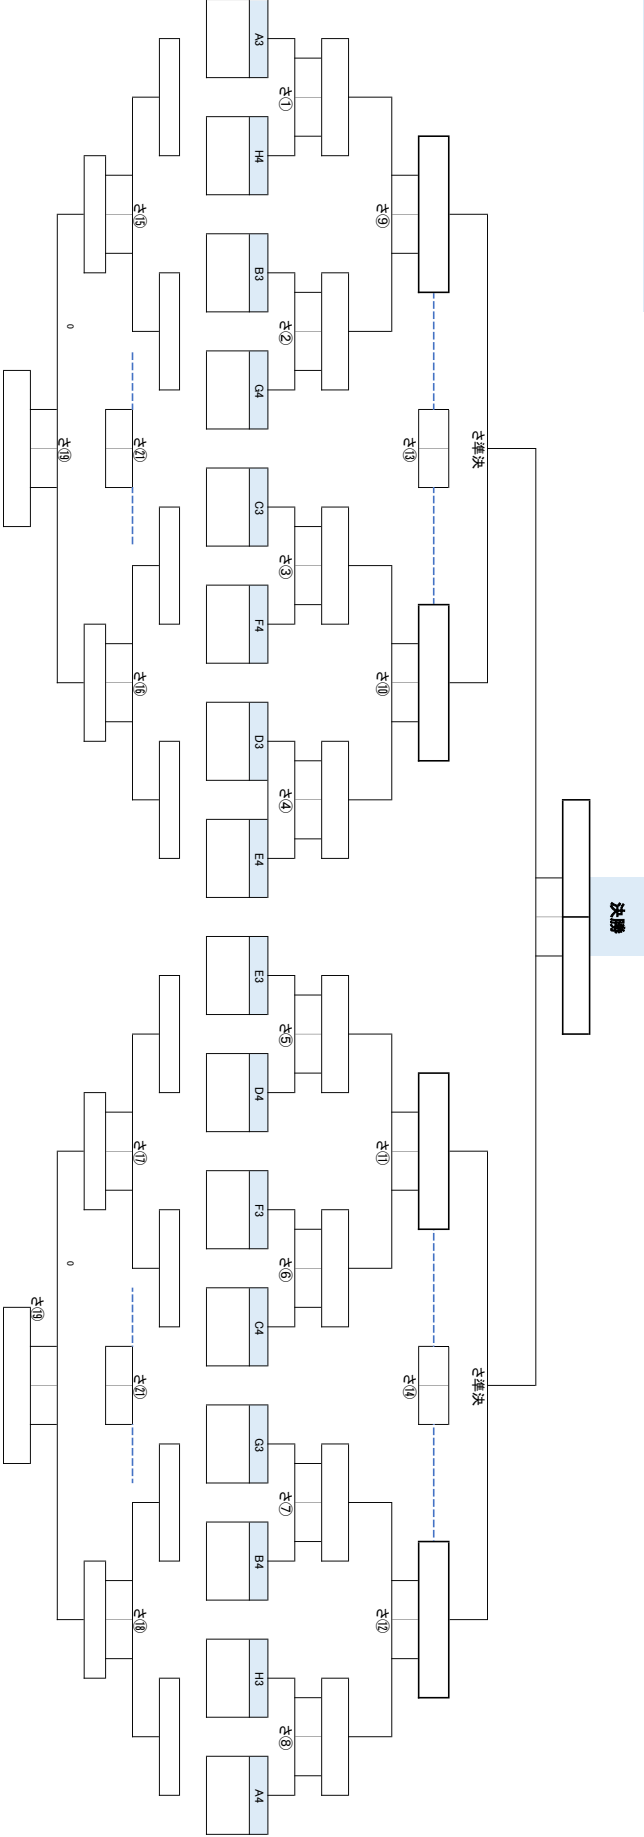 決勝
さ準決
さ準決
さ⑬
さ⑭
さ⑨
さ⑩
さ⑪
さ⑫
さ①
さ②
さ③
さ④
さ⑤
さ⑥
さ⑦
さ⑧
A3
H4
B3
G4
C3
F4
D3
E4
E3
D4
F3
C4
G3
B4
H3
A4
さ⑮
さ㉑
さ⑯
さ⑰
さ㉑
さ⑱
0
0
さ⑲
さ⑲